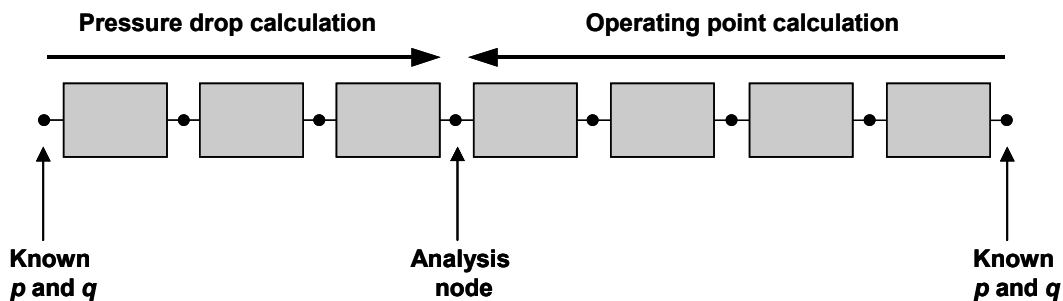 Pressure drop calculation
Operating point calculation
Known
p and q
Analysis
node
Known
p and q